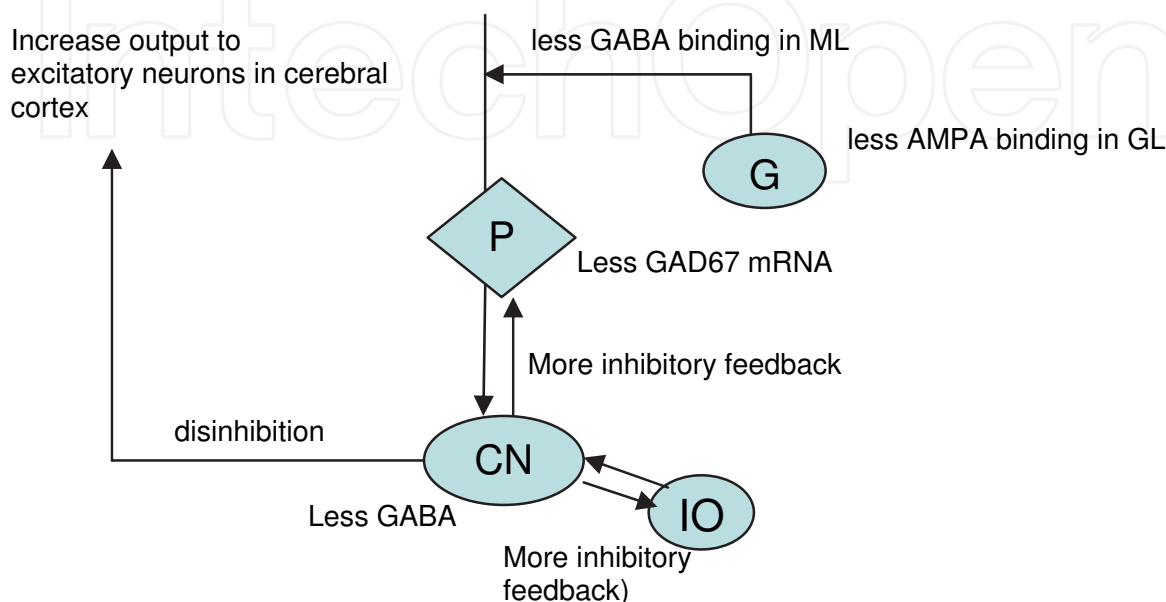 IntechOpen
Increase output to
excitatory neurons in cerebral
cortex
less GABA binding in ML
G
less AMPA binding in GL
P
Less GAD67 mRNA
More inhibitory feedback
disinhibition
CN
Less GABA
IO
More inhibitory
feedback)